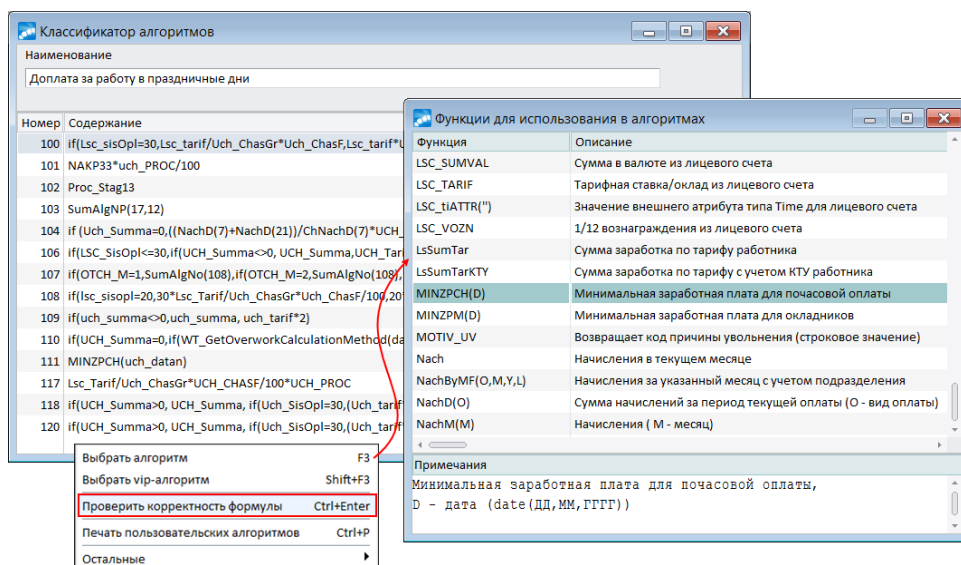 Классификатор алгоритмов
Наименование
Доплата за работу в праздничные дни
Номер Содержание
100 if(Lsc_sisOpl=30,Lsc_tarif/Uch_ChasGr*Uch_ChasF,Lsc_tarif*U
101 NAKP33*uch_PROC/100
102 Proc_Stag13
103 SumAlgNP(17,12)
104 if (Uch_Summa=0,((NachD(7)+NachD(21))/ChNachD(7)*UCH_
106 if(LSC_SisOpl<=30,if(UCH_Summa<>0, UCH_Summa,UCH_Tari
107 if(OTCH_M=1,SumAlgNo(108),if(OTCH_M=2,SumAlgNo(108),
108 if(lsc_sisopl=20,30*Lsc_Tarif/Uch_ChasGr*Uch_ChasF/100,20*
109 if(uch_summa<>0,uch_summa, uch_tarif*2)
110 if(UCH_Summa=0,if(WT_GetOverworkCalculationMethod(da
111 MINZPCH(uch_datan)
117 Lsc_Tarif/Uch_ChasGr*UCH_CHASF/100*UCH_PROC
118 if(UCH_Summa>0, UCH_Summa, if(Uch_SisOpl=30,(Uch_tarif
120 if(UCH_Summa>0, UCH_Summa, if(Uch_SisOpl=30,(Uch_tarif
Выбрать алгоритм F3
Выбрать vip-алгоритм Shift+F3
Проверить корректность формулы Ctrl+Enter
Печать пользовательских алгоритмов Ctrl+P
Остальные
Функции для использования в алгоритмах
Функция Описание
LSC_SUMVAL Сумма в валюте из лицевого счета
LSC_TARIF Тарифная ставка/оклад из лицевого счета
LSC_tiATTR('') Значение внешнего атрибута типа Time для лицевого счета
LSC_VOZN 1/12 вознаграждения из лицевого счета
LsSumTar Сумма заработка по тарифу работника
LsSumTarKTY Сумма заработка по тарифу с учетом КТУ работника
MINZPCH(D) Минимальная заработная плата для почасовой оплаты
MINZPM(D) Минимальная заработная плата для окладников
MOTIV_UV Возвращает код причины увольнения (строковое значение)
Nach Начисления в текущем месяце
NachByMF(O,M,Y,L) Начисления за указанный месяц с учетом подразделения
NachD(O) Сумма начислений за период текущей оплаты (О - вид оплаты)
NachM(M) Начисления ( М - месяц)
Примечания
Минимальная заработная плата для почасовой оплаты,
D - дата (date(ДД,ММ,ГГГГ))